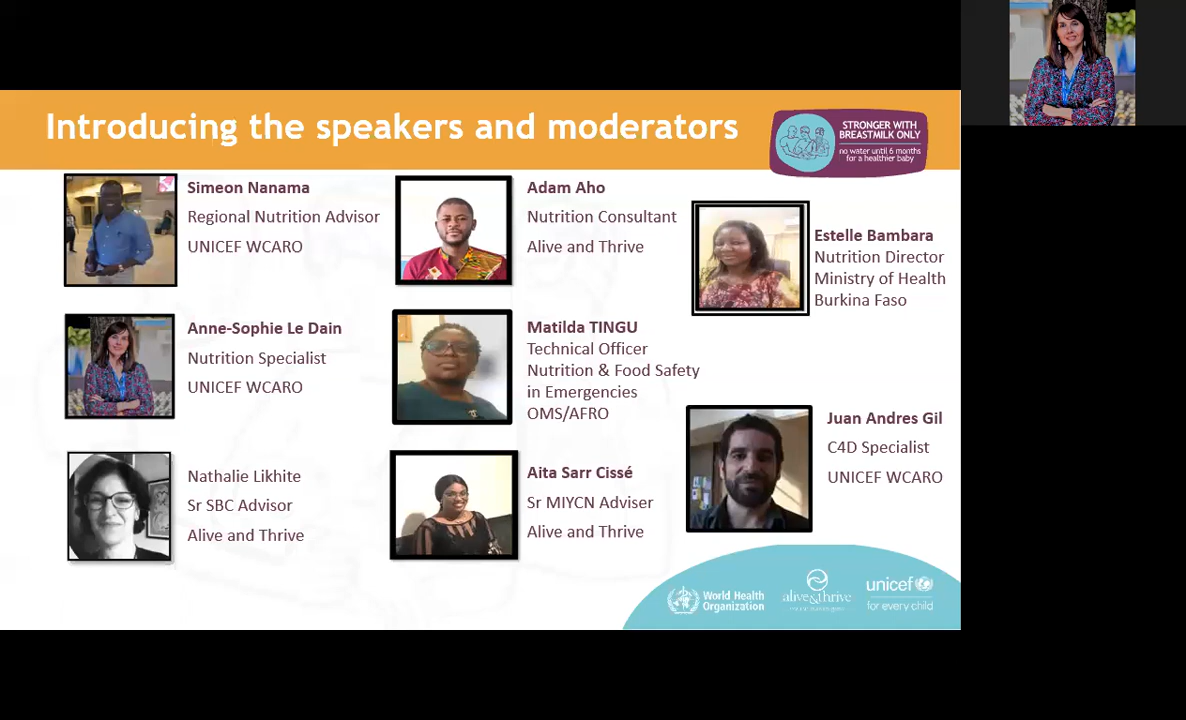 Introducing the speakers and moderators
STRONGER WITH
BREASTMILK ONLY
no water until 6 months
for a healthier baby
Simeon Nanama
Regional Nutrition Advisor
UNICEF WCARO
Anne-Sophie Le Dain
Nutrition Specialist
UNICEF WCARO
Nathalie Likhite
Sr SBC Advisor
Alive and Thrive
Adam Aho
Nutrition Consultant
Alive and Thrive
Matilda TINGU
Technical Officer
Nutrition & Food Safety
in Emergencies
OMS/AFRO
Aita Sarr Cissé
Sr MIYCN Adviser
Alive and Thrive
Estelle Bambara
Nutrition Director
Ministry of Health
Burkina Faso
Juan Andres Gil
C4D Specialist
UNICEF WCARO
World Health
Organization
alive&thrive
unicef
for every child